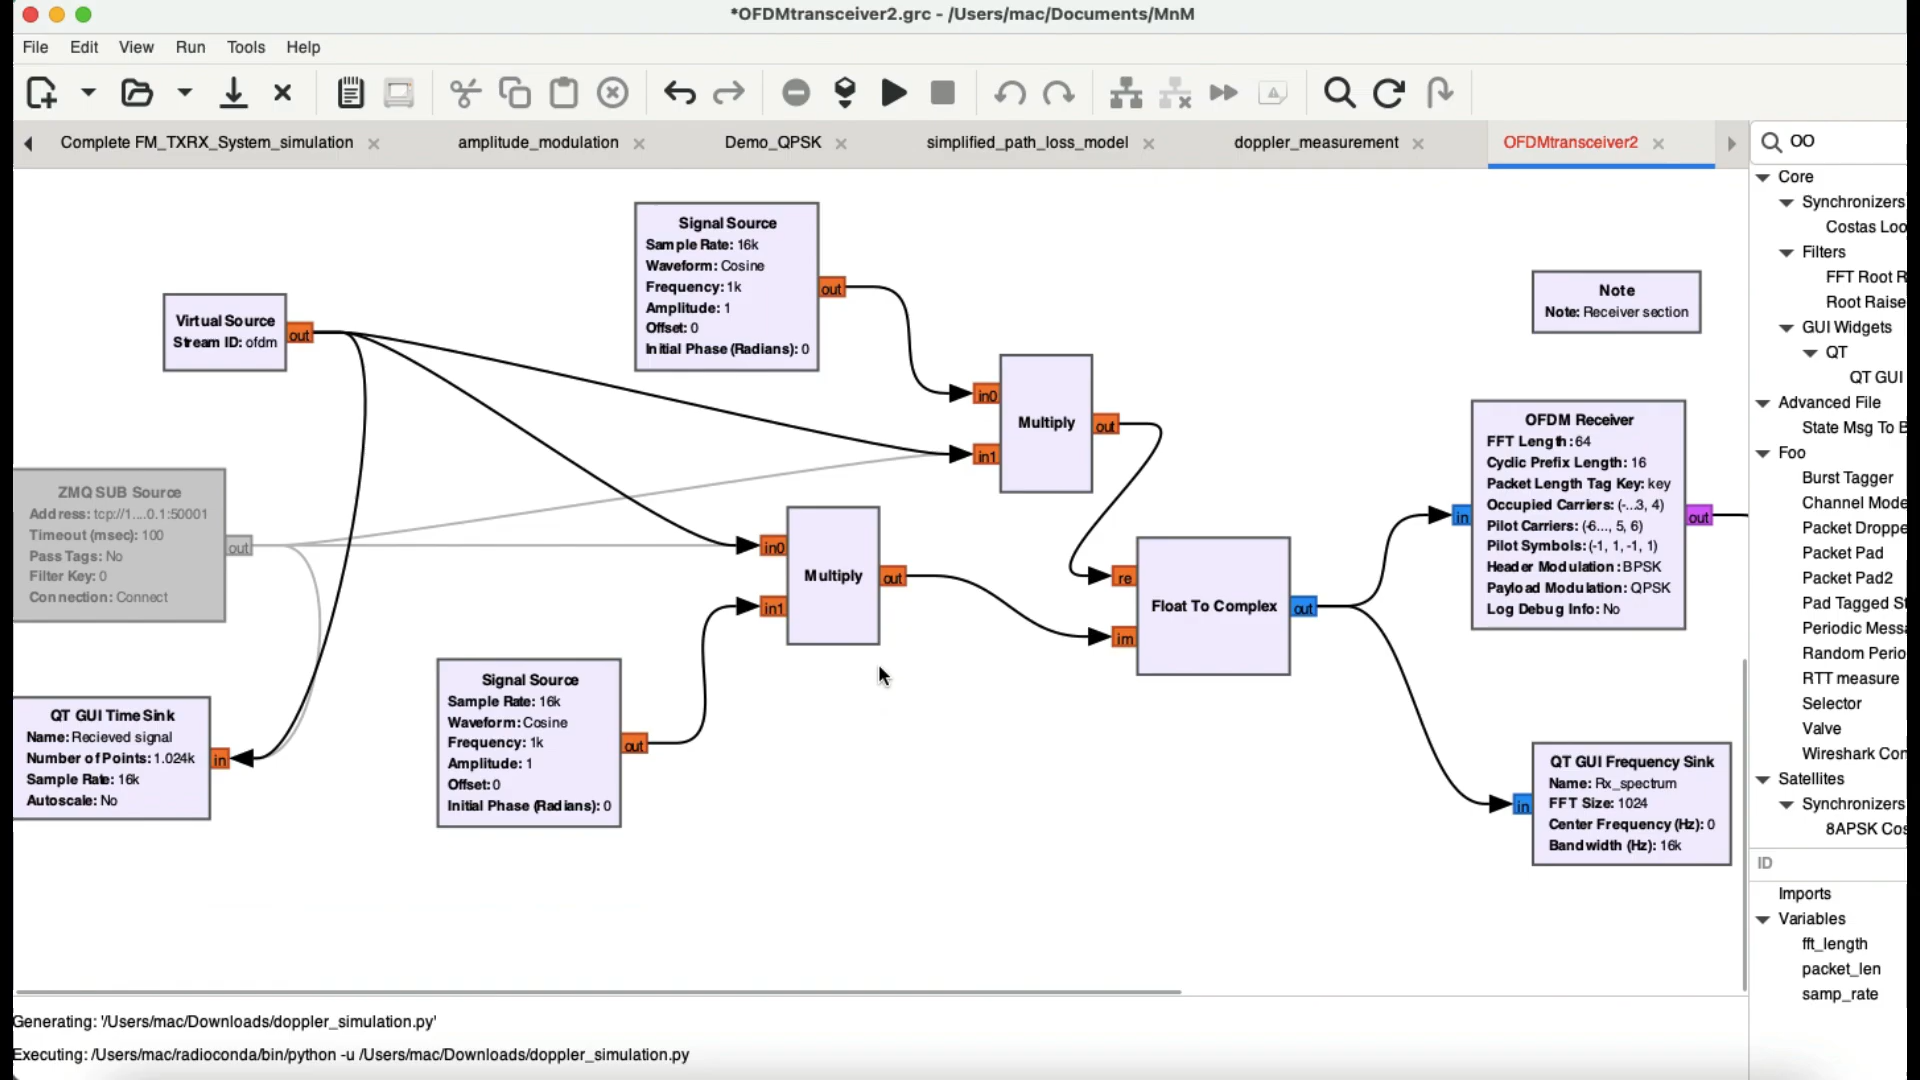 *OFDMtransceiver2.grc - /Users/mac/Documents/MnM
File Edit View Run Tools Help
Complete FM_TXRX_System_simulation
amplitude_modulation
Demo_QPSK
simplified_path_loss_model
doppler_measurement
OFDMtransceiver2
Signal Source
Sample Rate: 16k
Waveform: Cosine
Frequency: 1k
Amplitude: 1
Offset: 0
Initial Phase (Radians): 0
out
Virtual Source
Stream ID: ofdm
out
Note
Note: Receiver section
in0
in1
Multiply
out
ZMQ SUB Source
Address: tcp://1....0.1:50001
Timeout (msec): 100
Pass Tags: No
Filter Key: 0
Connection: Connect
out
in0
in1
Multiply
out
re
im
Float To Complex
out
OFDM Receiver
FFT Length: 64
Cyclic Prefix Length: 16
Packet Length Tag Key: key
Occupied Carriers: (-...3, 4)
Pilot Carriers: (-6..., 5, 6)
Pilot Symbols: (-1, 1, -1, 1)
Header Modulation: BPSK
Payload Modulation: QPSK
Log Debug Info: No
in
out
QT GUI Time Sink
Name: Recieved signal
Number of Points: 1.024k
Sample Rate: 16k
Autoscale: No
in
Signal Source
Sample Rate: 16k
Waveform: Cosine
Frequency: 1k
Amplitude: 1
Offset: 0
Initial Phase (Radians): 0
out
QT GUI Frequency Sink
Name: Rx_spectrum
FFT Size: 1024
Center Frequency (Hz): 0
Bandwidth (Hz): 16k
in
OO
Core
Synchronizers
Costas Loo
Filters
FFT Root R
Root Raise
GUI Widgets
QT
QT GUI
Advanced File
State Msg To B
Foo
Burst Tagger
Channel Mode
Packet Droppe
Packet Pad
Packet Pad2
Pad Tagged St
Periodic Messa
Random Perio
RTT measure
Selector
Valve
Wireshark Con
Satellites
Synchronizers
8APSK Cos
ID
Imports
Variables
fft_length
packet_len
samp_rate
Generating: '/Users/mac/Downloads/doppler_simulation.py'
Executing: /Users/mac/radioconda/bin/python -u /Users/mac/Downloads/doppler_simulation.py